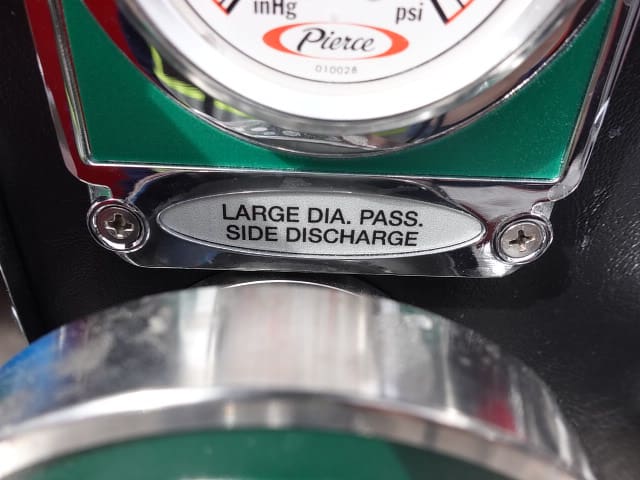 inHg psi
Pierce
010028
LARGE DIA. PASS.
SIDE DISCHARGE